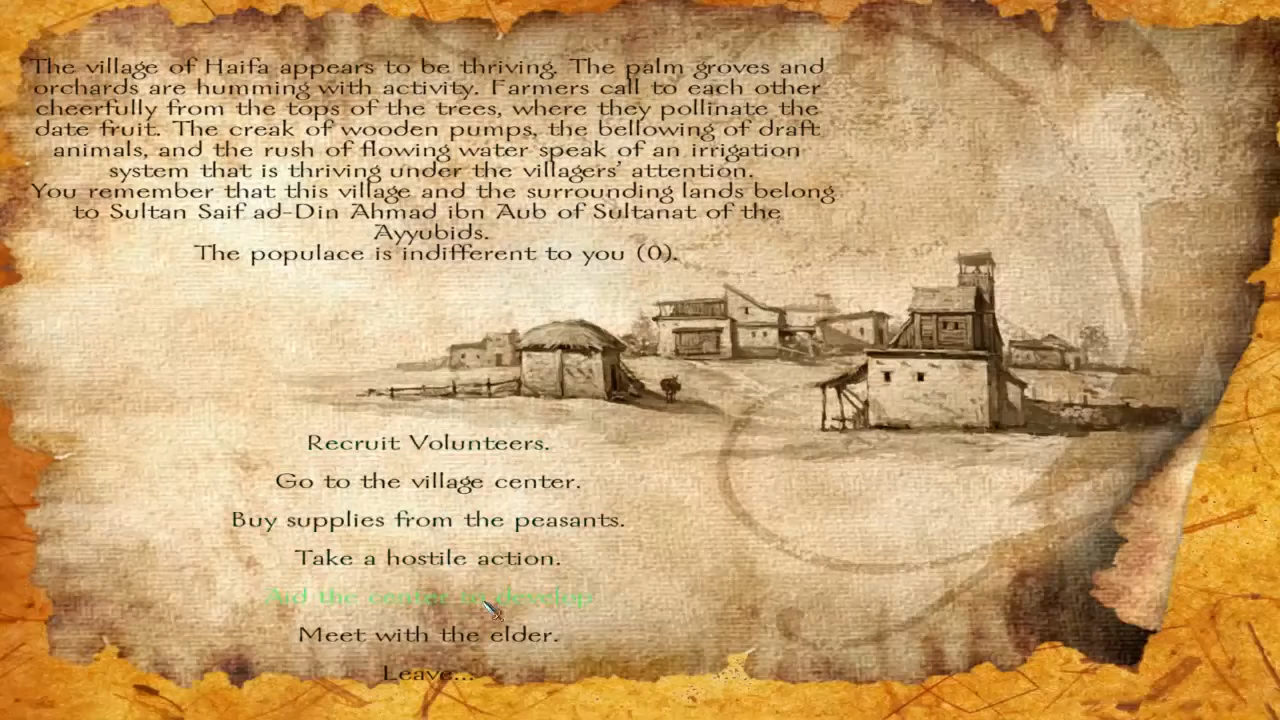 The village of Haifa appears to be thriving. The palm groves and
orchards are humming with activity. Farmers call to each other
cheerfully from the tops of the trees, where they pollinate the
date fruit. The creak of wooden pumps, the bellowing of draft
animals, and the rush of flowing water speak of an irrigation
system that is thriving under the villagers' attention.
You remember that this village and the surrounding lands belong
to Sultan Saif ad-Din Ahmad ibn Aub of Sultanat of the
Ayyubids.
The populace is indifferent to you (0).
Recruit Volunteers.
Go to the village center.
Buy supplies from the peasants.
Take a hostile action.
Aid the center to develop
Meet with the elder.
Leave...